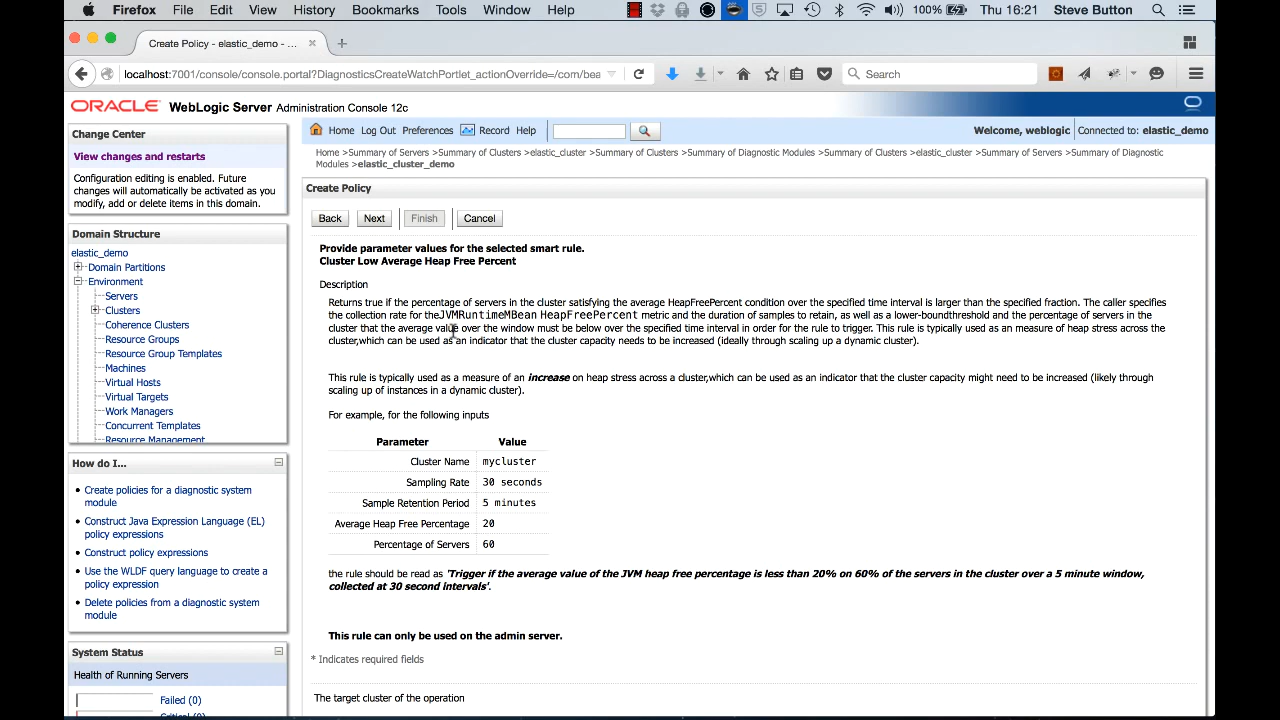 Firefox File Edit View History Bookmarks Tools Window Help 100% Thu 16:21 Steve Button
Create Policy - elastic_demo - ...
localhost:7001/console/console.portal?DiagnosticsCreateWatchPortlet_actionOverride=/com/bea
Search
ORACLE WebLogic Server Administration Console 12c
Change Center
View changes and restarts
Configuration editing is enabled. Future
changes will automatically be activated as you
modify, add or delete items in this domain.
Domain Structure
elastic_demo
Domain Partitions
Environment
Servers
Clusters
Coherence Clusters
Resource Groups
Resource Group Templates
Machines
Virtual Hosts
Virtual Targets
Work Managers
Concurrent Templates
Resource Management
How do I...
Create policies for a diagnostic system
module
Construct Java Expression Language (EL)
policy expressions
Construct policy expressions
Use the WLDF query language to create a
policy expression
Delete policies from a diagnostic system
module
System Status
Health of Running Servers
Failed (0)
Critical (0)
Home Log Out Preferences Record Help
Welcome, weblogic Connected to: elastic_demo
Home >Summary of Servers >Summary of Clusters >elastic_cluster >Summary of Clusters >Summary of Diagnostic Modules >Summary of Clusters >elastic_cluster >Summary of Servers >Summary of Diagnostic
Modules >elastic_cluster_demo
Create Policy
Back Next Finish Cancel
Provide parameter values for the selected smart rule.
Cluster Low Average Heap Free Percent
Description
Returns true if the percentage of servers in the cluster satisfying the average HeapFreePercent condition over the specified time interval is larger than the specified fraction. The caller specifies
the collection rate for theJVMRuntimeMBean HeapFreePercent metric and the duration of samples to retain, as well as a lower-boundthreshold and the percentage of servers in the
cluster that the average value over the window must be below over the specified time interval in order for the rule to trigger. This rule is typically used as a measure of heap stress across the
cluster,which can be used as an indicator that the cluster capacity needs to be increased (ideally through scaling up a dynamic cluster).
This rule is typically used as a measure of an increase on heap stress across a cluster,which can be used as an indicator that the cluster capacity might need to be increased (likely through
scaling up of instances in a dynamic cluster).
For example, for the following inputs
Parameter Value
Cluster Name mycluster
Sampling Rate 30 seconds
Sample Retention Period 5 minutes
Average Heap Free Percentage 20
Percentage of Servers 60
the rule should be read as 'Trigger if the average value of the JVM heap free percentage is less than 20% on 60% of the servers in the cluster over a 5 minute window,
collected at 30 second intervals'.
This rule can only be used on the admin server.
* Indicates required fields
The target cluster of the operation